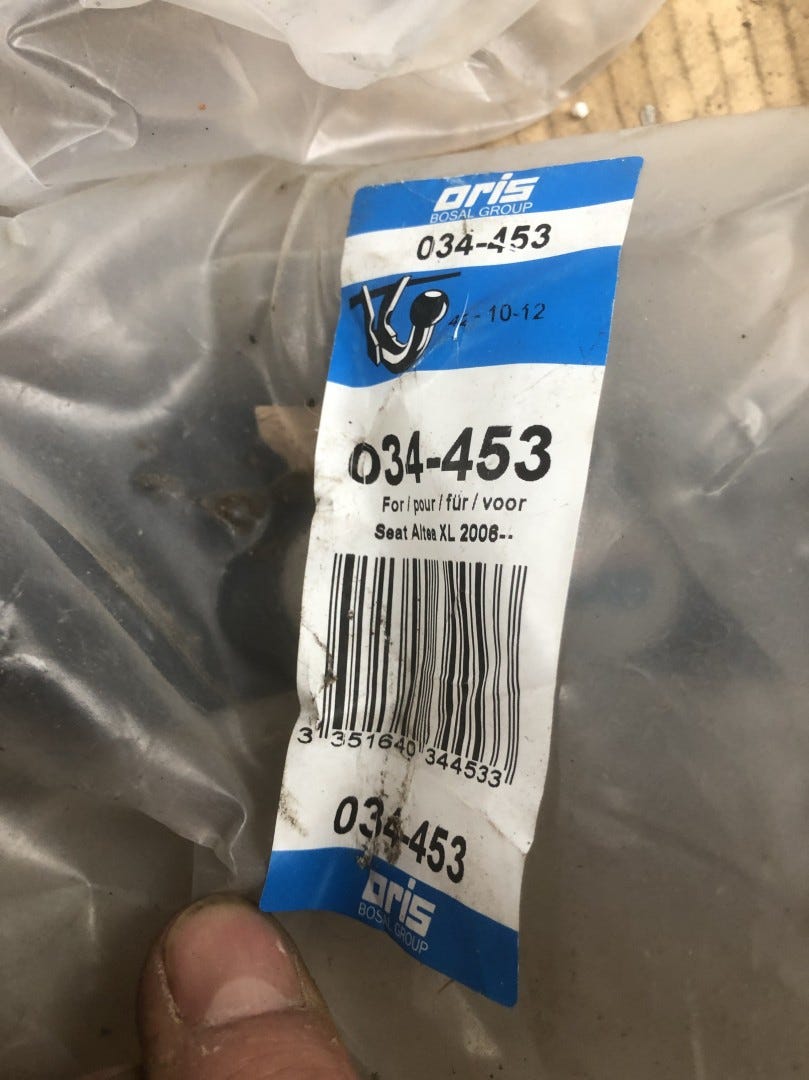 oris
BOSAL GROUP
034-453
42-10-12
034-453
For / pour / für / voor
Seat Altea XL 2006--
3 351640 344533
034-453
oris
BOSAL GROUP